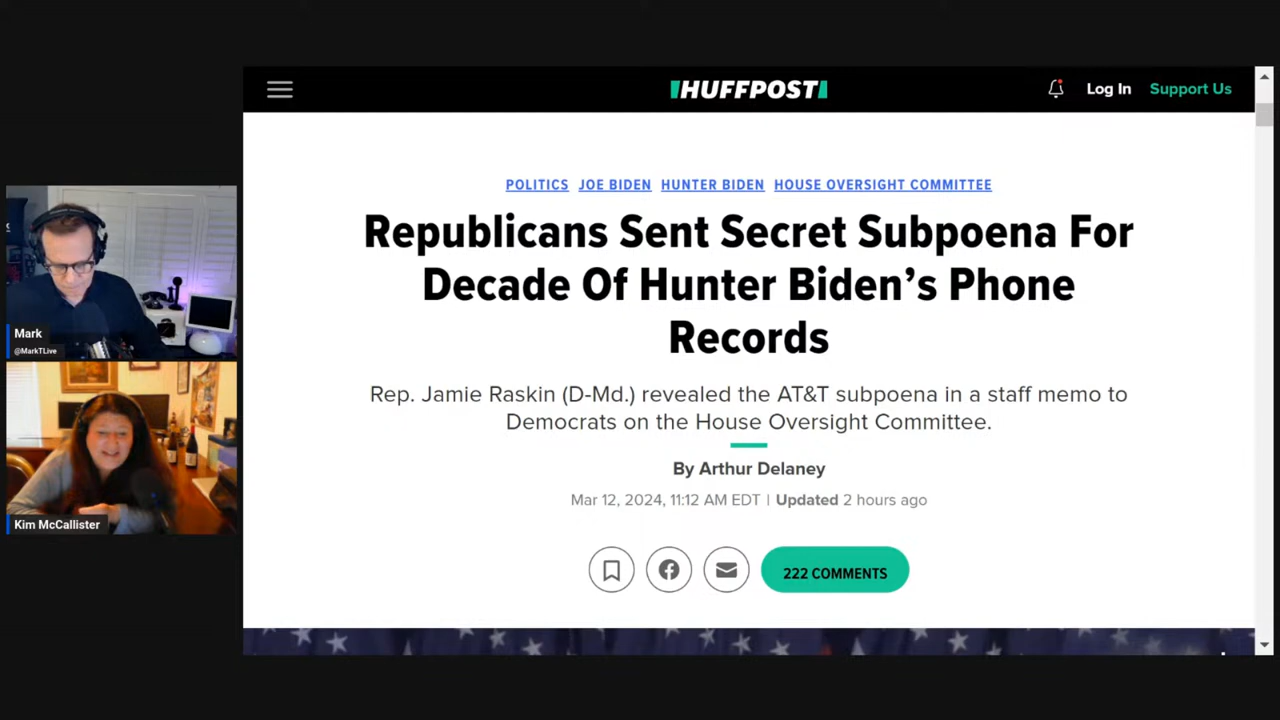 HUFFPOST
Log In
Support Us
POLITICS JOE BIDEN HUNTER BIDEN HOUSE OVERSIGHT COMMITTEE
Republicans Sent Secret Subpoena For
Decade Of Hunter Biden’s Phone
Records
Rep. Jamie Raskin (D-Md.) revealed the AT&T subpoena in a staff memo to
Democrats on the House Oversight Committee.
By Arthur Delaney
Mar 12, 2024, 11:12 AM EDT | Updated 2 hours ago
222 COMMENTS
Mark
@MarkTLive
Kim McCallister